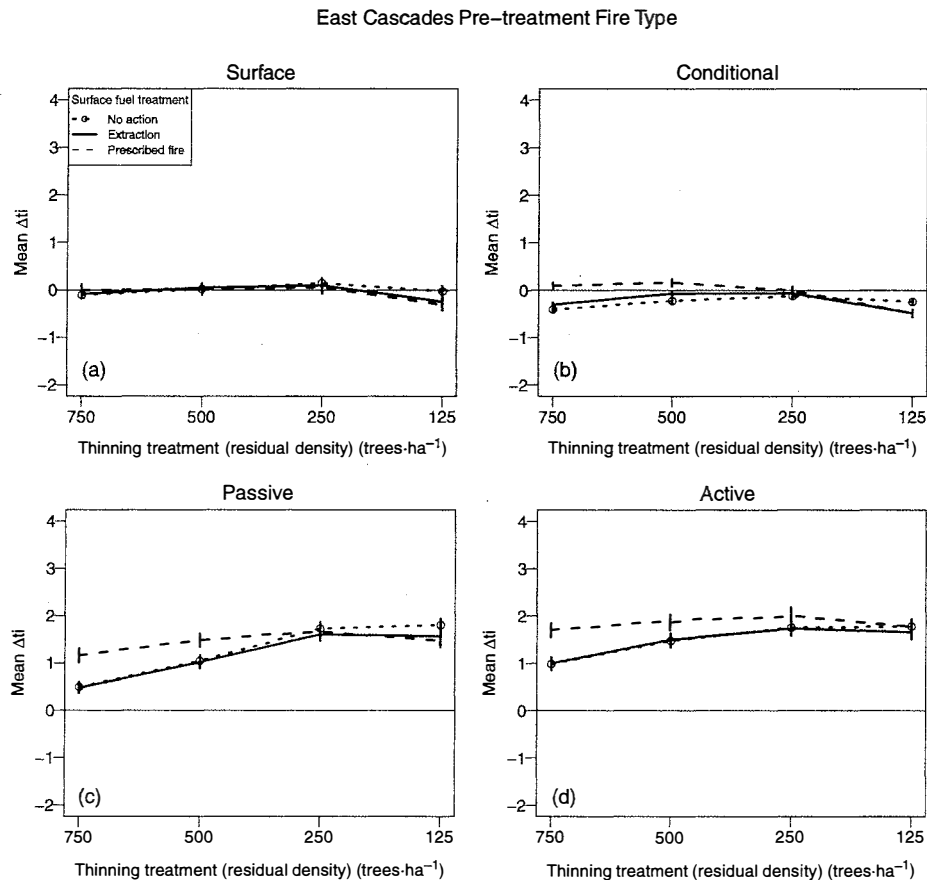 East Cascades Pre-treatment Fire Type
Surface
Surface fuel treatment
No action
Extraction
Prescribed fire
4
3
2
1
0
−1
−2
Mean Δti
(a)
750
500
250
125
Thinning treatment (residual density) (trees·ha⁻¹)
Conditional
4
3
2
1
0
−1
−2
Mean Δti
(b)
750
500
250
125
Thinning treatment (residual density) (trees·ha⁻¹)
Passive
4
3
2
1
0
−1
−2
Mean Δti
(c)
750
500
250
125
Thinning treatment (residual density) (trees·ha⁻¹)
Active
4
3
2
1
0
−1
−2
Mean Δti
(d)
750
500
250
125
Thinning treatment (residual density) (trees·ha⁻¹)